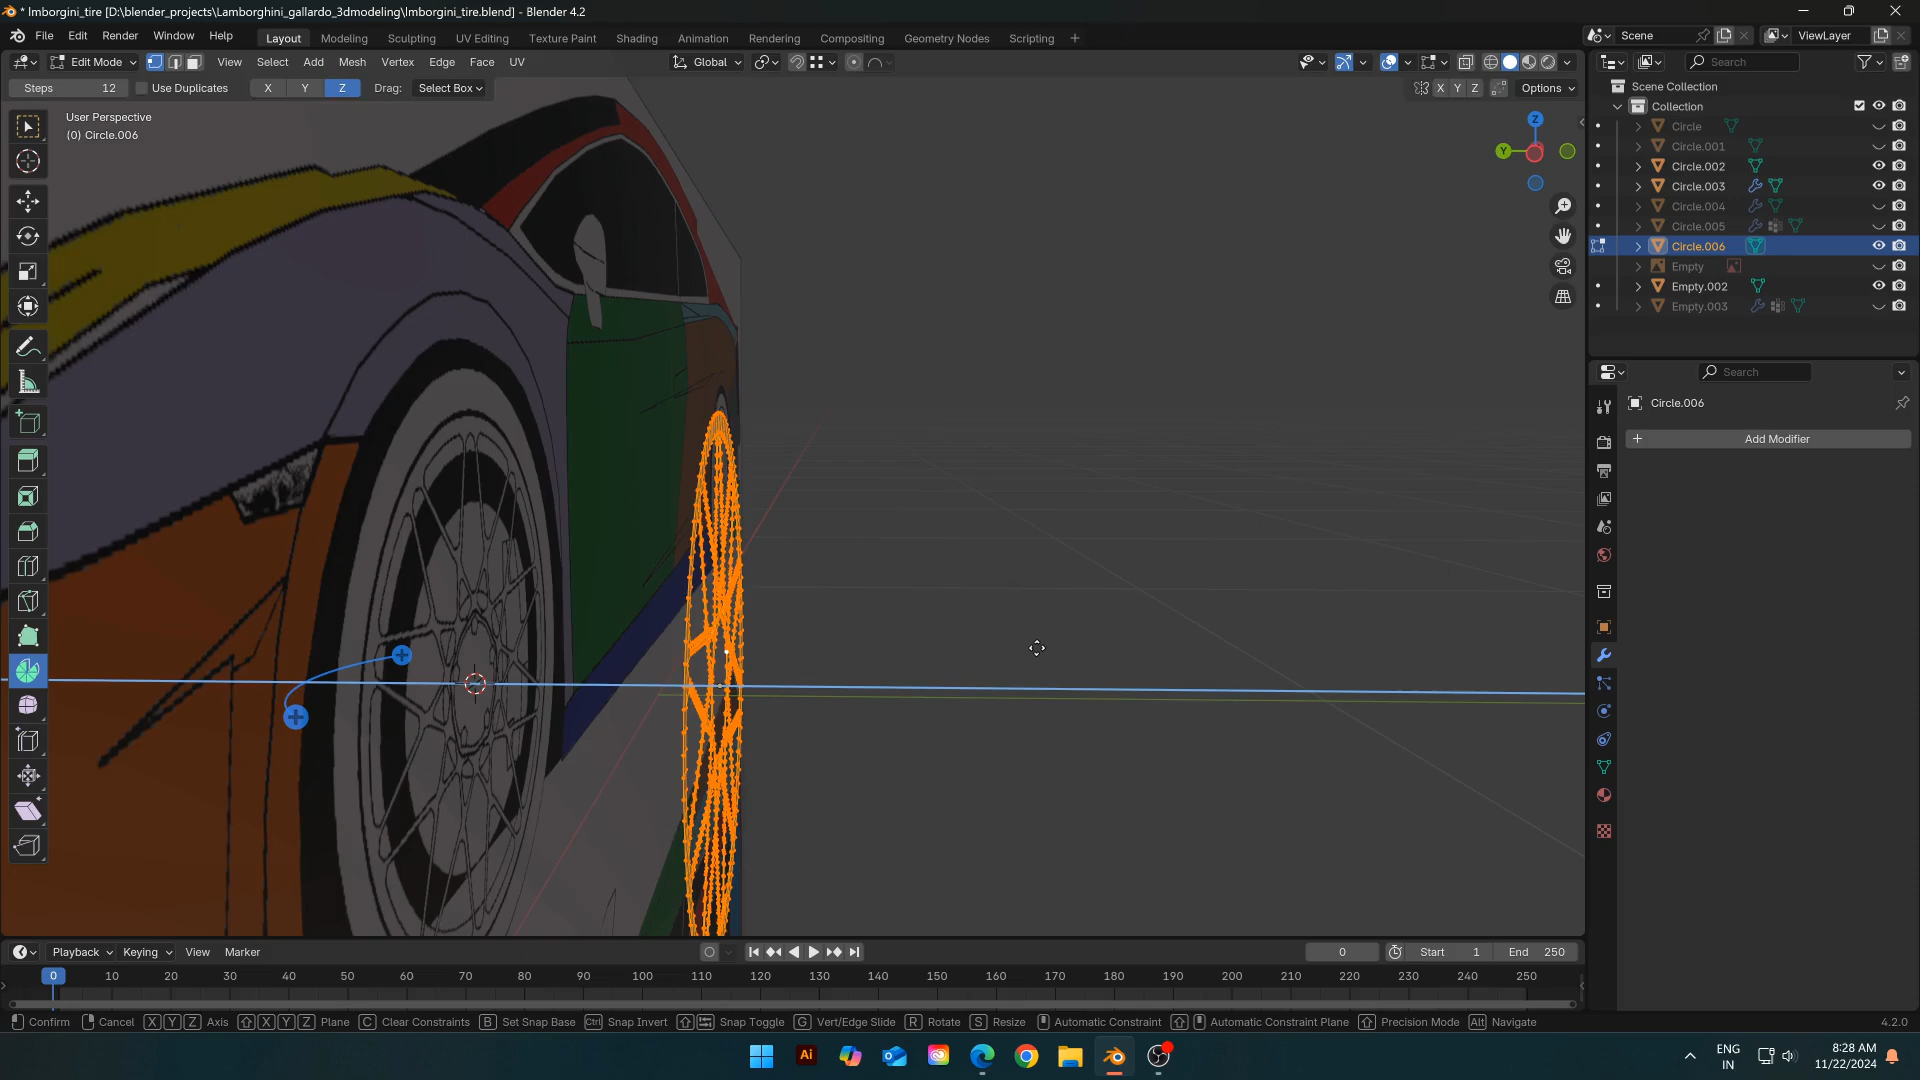 * lmborgini_tire [D:\blender_projects\Lamborghini_gallardo_3dmodeling\lmborgini_tire.blend] - Blender 4.2
File Edit Render Window Help
Layout Modeling Sculpting UV Editing Texture Paint Shading Animation Rendering Compositing Geometry Nodes Scripting +
Scene ViewLayer
Edit Mode View Select Add Mesh Vertex Edge Face UV
Global
Search
Steps 12 Use Duplicates X Y Z Drag: Select Box
X Y Z Options
User Perspective
(0) Circle.006
Z
Y
Scene Collection
Collection
Circle
Circle.001
Circle.002
Circle.003
Circle.004
Circle.005
Circle.006
Empty
Empty.002
Empty.003
Search
Circle.006
+ Add Modifier
Playback Keying View Marker
0 Start 1 End 250
0 10 20 30 40 50 60 70 80 90 100 110 120 130 140 150 160 170 180 190 200 210 220 230 240 250
Confirm Cancel X Y Z Axis X Y Z Plane C Clear Constraints B Set Snap Base Ctrl Snap Invert Snap Toggle G Vert/Edge Slide R Rotate S Resize Automatic Constraint Automatic Constraint Plane Precision Mode Alt Navigate
4.2.0
Ai
ENG
IN
8:28 AM
11/22/2024